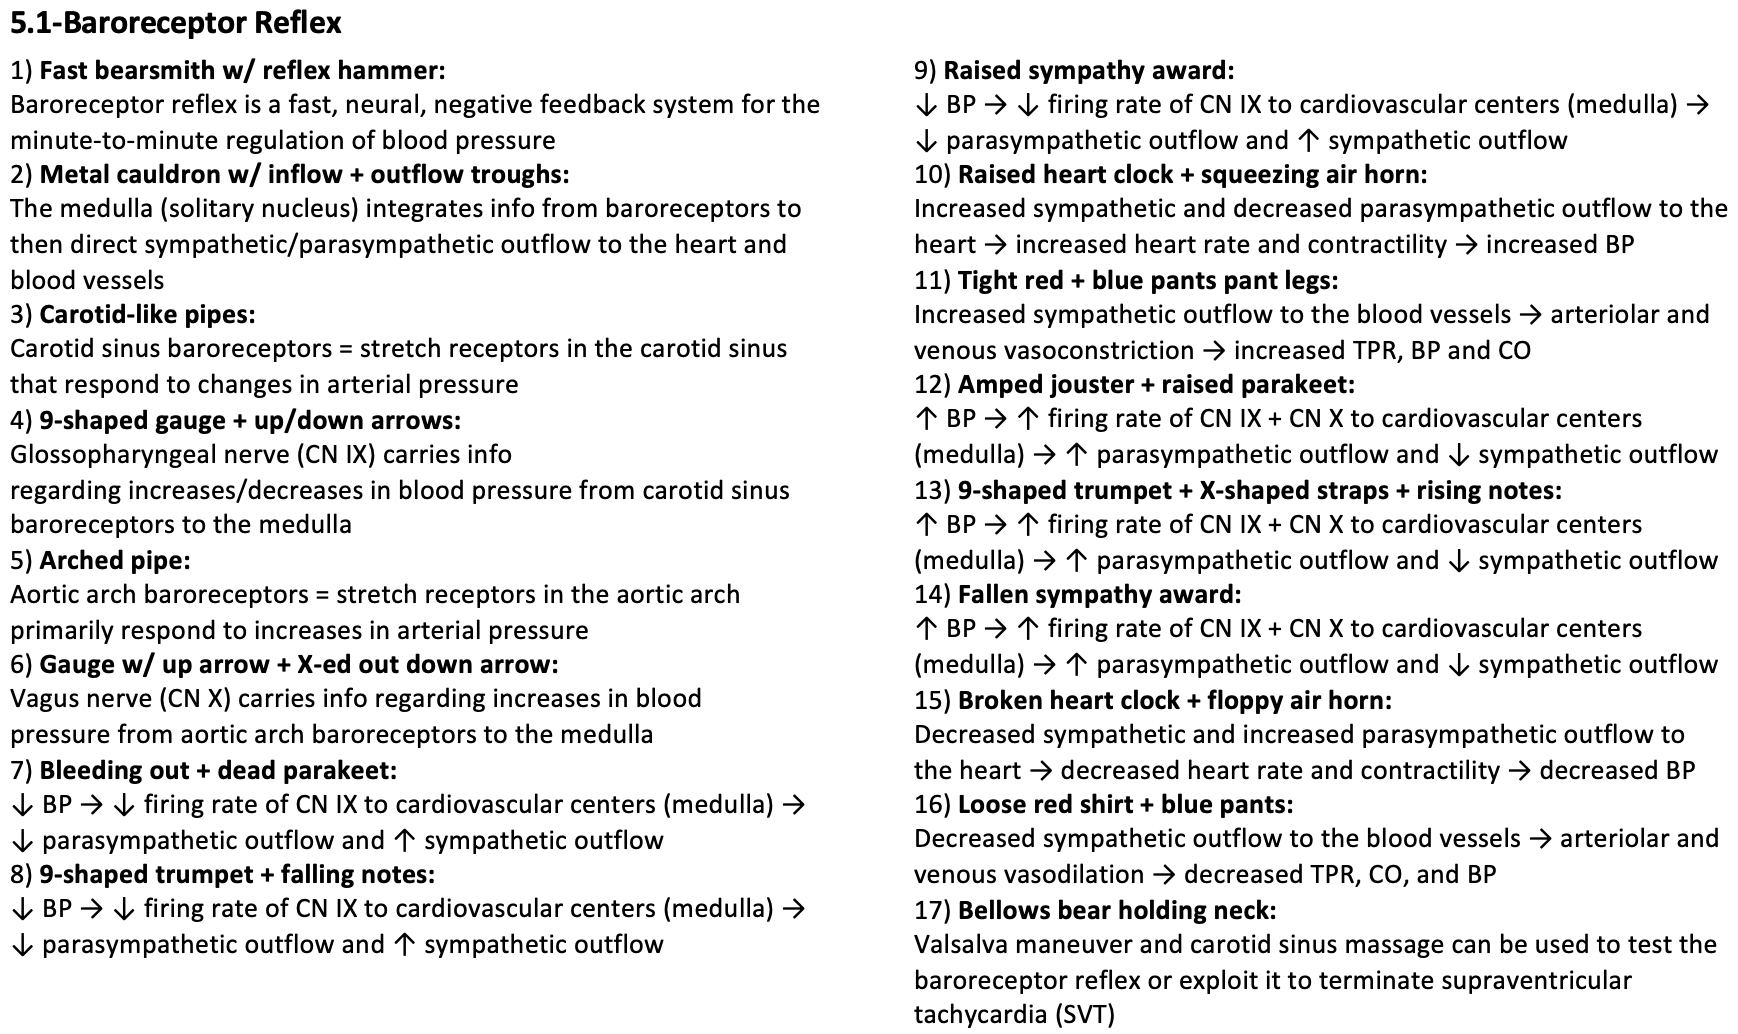 5.1-Baroreceptor Reflex
1) Fast bearsmith w/ reflex hammer:
Baroreceptor reflex is a fast, neural, negative feedback system for the
minute-to-minute regulation of blood pressure
2) Metal cauldron w/ inflow + outflow troughs:
The medulla (solitary nucleus) integrates info from baroreceptors to
then direct sympathetic/parasympathetic outflow to the heart and
blood vessels
3) Carotid-like pipes:
Carotid sinus baroreceptors = stretch receptors in the carotid sinus
that respond to changes in arterial pressure
4) 9-shaped gauge + up/down arrows:
Glossopharyngeal nerve (CN IX) carries info
regarding increases/decreases in blood pressure from carotid sinus
baroreceptors to the medulla
5) Arched pipe:
Aortic arch baroreceptors = stretch receptors in the aortic arch
primarily respond to increases in arterial pressure
6) Gauge w/ up arrow + X-ed out down arrow:
Vagus nerve (CN X) carries info regarding increases in blood
pressure from aortic arch baroreceptors to the medulla
7) Bleeding out + dead parakeet:
↓ BP → ↓ firing rate of CN IX to cardiovascular centers (medulla) →
↓ parasympathetic outflow and ↑ sympathetic outflow
8) 9-shaped trumpet + falling notes:
↓ BP → ↓ firing rate of CN IX to cardiovascular centers (medulla) →
↓ parasympathetic outflow and ↑ sympathetic outflow
9) Raised sympathy award:
↓ BP → ↓ firing rate of CN IX to cardiovascular centers (medulla) →
↓ parasympathetic outflow and ↑ sympathetic outflow
10) Raised heart clock + squeezing air horn:
Increased sympathetic and decreased parasympathetic outflow to the
heart → increased heart rate and contractility → increased BP
11) Tight red + blue pants pant legs:
Increased sympathetic outflow to the blood vessels → arteriolar and
venous vasoconstriction → increased TPR, BP and CO
12) Amped jouster + raised parakeet:
↑ BP → ↑ firing rate of CN IX + CN X to cardiovascular centers
(medulla) → ↑ parasympathetic outflow and ↓ sympathetic outflow
13) 9-shaped trumpet + X-shaped straps + rising notes:
↑ BP → ↑ firing rate of CN IX + CN X to cardiovascular centers
(medulla) → ↑ parasympathetic outflow and ↓ sympathetic outflow
14) Fallen sympathy award:
↑ BP → ↑ firing rate of CN IX + CN X to cardiovascular centers
(medulla) → ↑ parasympathetic outflow and ↓ sympathetic outflow
15) Broken heart clock + floppy air horn:
Decreased sympathetic and increased parasympathetic outflow to
the heart → decreased heart rate and contractility → decreased BP
16) Loose red shirt + blue pants:
Decreased sympathetic outflow to the blood vessels → arteriolar and
venous vasodilation → decreased TPR, CO, and BP
17) Bellows bear holding neck:
Valsalva maneuver and carotid sinus massage can be used to test the
baroreceptor reflex or exploit it to terminate supraventricular
tachycardia (SVT)